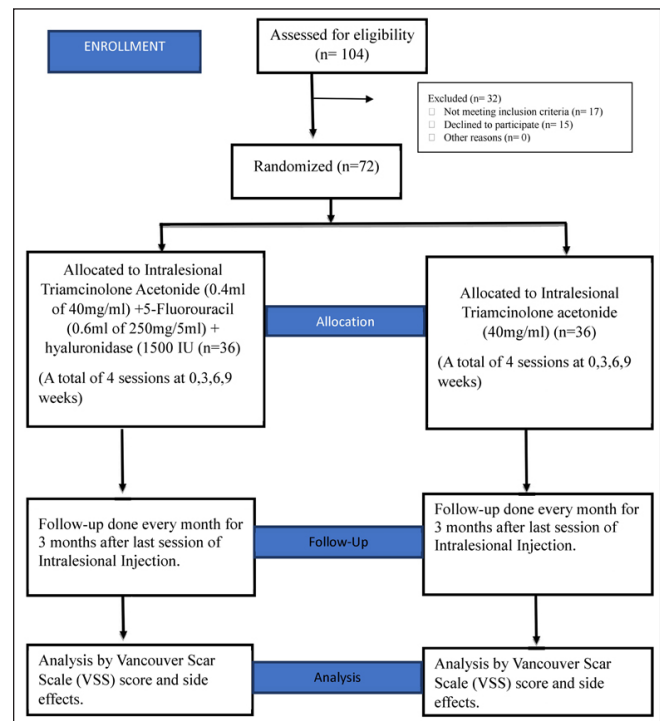 ENROLLMENT
Assessed for eligibility
(n= 104)
Excluded (n= 32)
Not meeting inclusion criteria (n= 17)
Declined to participate (n= 15)
Other reasons (n= 0)
Randomized (n=72)
Allocated to Intralesional
Triamcinolone Acetonide (0.4ml
of 40mg/ml) +5-Fluorouracil
(0.6ml of 250mg/5ml) +
hyaluronidase (1500 IU (n=36)
(A total of 4 sessions at 0,3,6,9
weeks)
Allocation
Allocated to Intralesional
Triamcinolone acetonide
(40mg/ml) (n=36)
(A total of 4 sessions at 0,3,6,9
weeks)
Follow-up done every month for
3 months after last session of
Intralesional Injection.
Follow-Up
Follow-up done every month for
3 months after last session of
Intralesional Injection.
Analysis by Vancouver Scar
Scale (VSS) score and side
effects.
Analysis
Analysis by Vancouver Scar
Scale (VSS) score and side
effects.